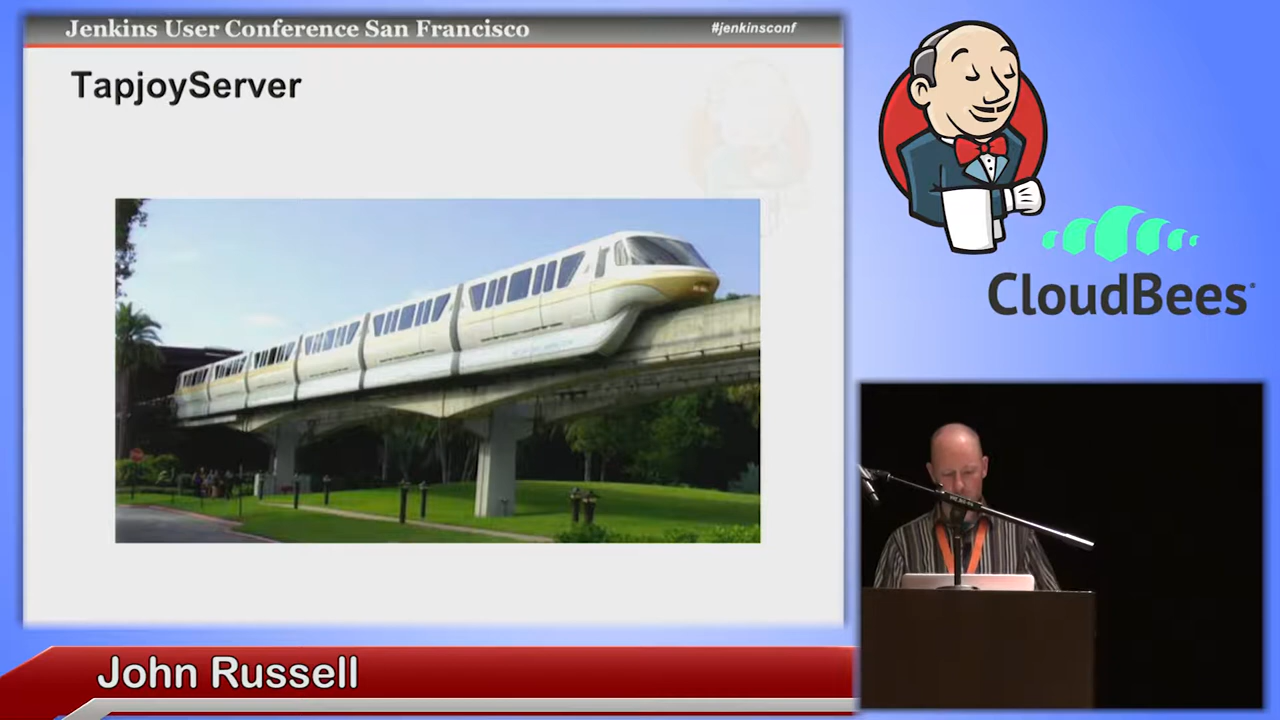 Jenkins User Conference San Francisco
#jenkinsconf
TapjoyServer
CloudBees
John Russell